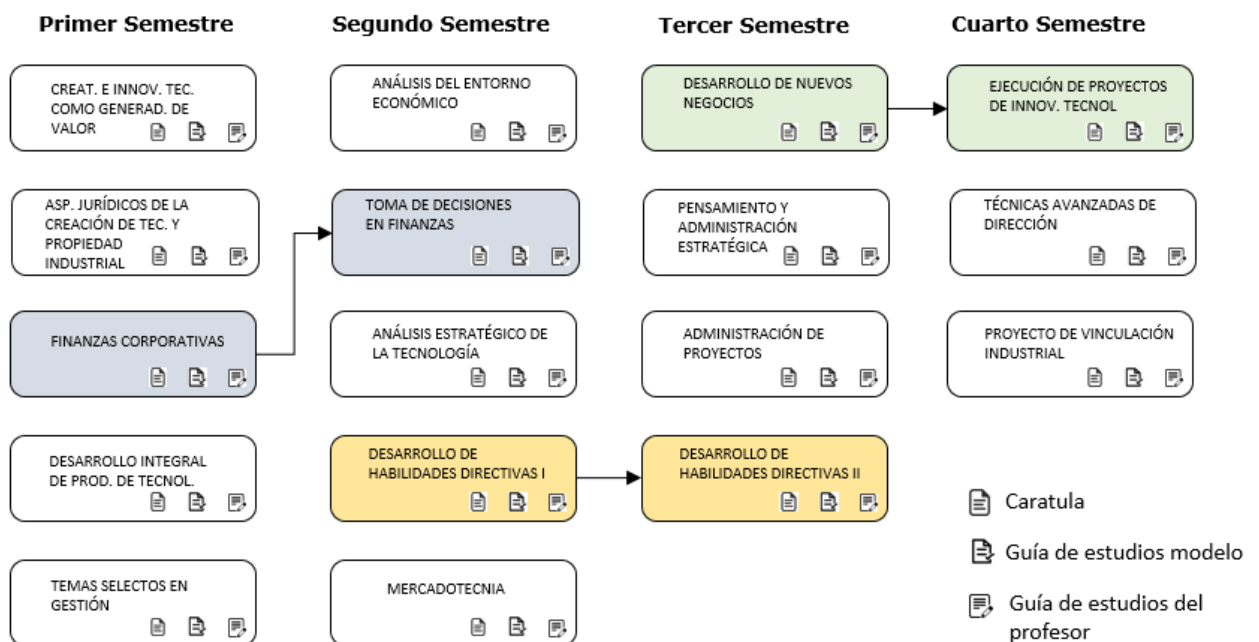 Primer Semestre
Segundo Semestre
Tercer Semestre
Cuarto Semestre
CREAT. E INNOV. TEC.
COMO GENERAD. DE
VALOR
ANÁLISIS DEL ENTORNO
ECONÓMICO
DESARROLLO DE NUEVOS
NEGOCIOS
EJECUCIÓN DE PROYECTOS
DE INNOV. TECNOL
ASP. JURÍDICOS DE LA
CREACIÓN DE TEC. Y
PROPIEDAD
INDUSTRIAL
TOMA DE DECISIONES
EN FINANZAS
PENSAMIENTO Y
ADMINISTRACIÓN
ESTRATÉGICA
TÉCNICAS AVANZADAS DE
DIRECCIÓN
FINANZAS CORPORATIVAS
ANÁLISIS ESTRATÉGICO DE
LA TECNOLOGÍA
ADMINISTRACIÓN DE
PROYECTOS
PROYECTO DE VINCULACIÓN
INDUSTRIAL
DESARROLLO INTEGRAL
DE PROD. DE TECNOL.
DESARROLLO DE
HABILIDADES DIRECTIVAS I
DESARROLLO DE
HABILIDADES DIRECTIVAS II
TEMAS SELECTOS EN
GESTIÓN
MERCADOTECNIA
Caratula
Guía de estudios modelo
Guía de estudios del
profesor